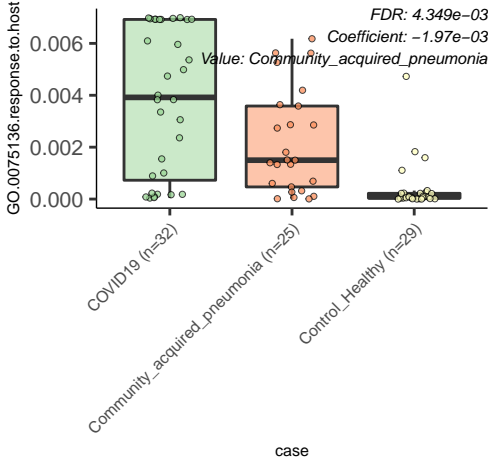 FDR: 4.349e−03
Coefficient: −1.97e−03
Value: Community_acquired_pneumonia
GO.0075136.response.to.host
0.006
0.004
0.002
0.000
COVID19 (n=32)
Community_acquired_pneumonia (n=25)
Control_Healthy (n=29)
case